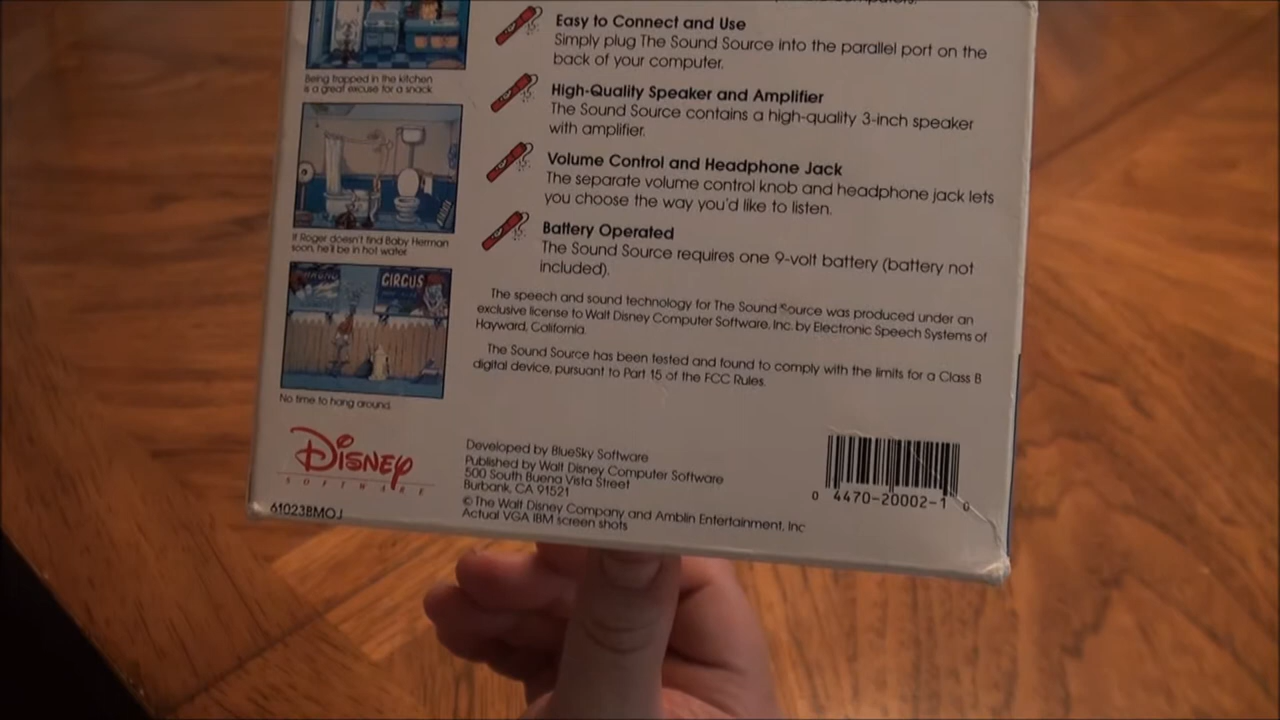 Easy to Connect and Use
Simply plug The Sound Source into the parallel port on the
back of your computer.
High-Quality Speaker and Amplifier
The Sound Source contains a high-quality 3-inch speaker
with amplifier.
Volume Control and Headphone Jack
The separate volume control knob and headphone jack lets
you choose the way you'd like to listen.
Battery Operated
The Sound Source requires one 9-volt battery (battery not
included).
The speech and sound technology for The Sound Source was produced under an
exclusive license to Walt Disney Computer Software, Inc. by Electronic Speech Systems of
Hayward, California.
The Sound Source has been tested and found to comply with the limits for a Class B
digital device, pursuant to Part 15 of the FCC Rules.
Being trapped in the kitchen
is a great excuse for a snack
If Roger doesn't find Baby Herman
soon, he'll be in hot water.
CIRCUS
No time to hang around.
Disney
SOFTWARE
61023BMOJ
Developed by BlueSky Software
Published by Walt Disney Computer Software
500 South Buena Vista Street
Burbank, CA 91521
© The Walt Disney Company and Amblin Entertainment, Inc
Actual VGA IBM screen shots
0 4470-20002-1 0